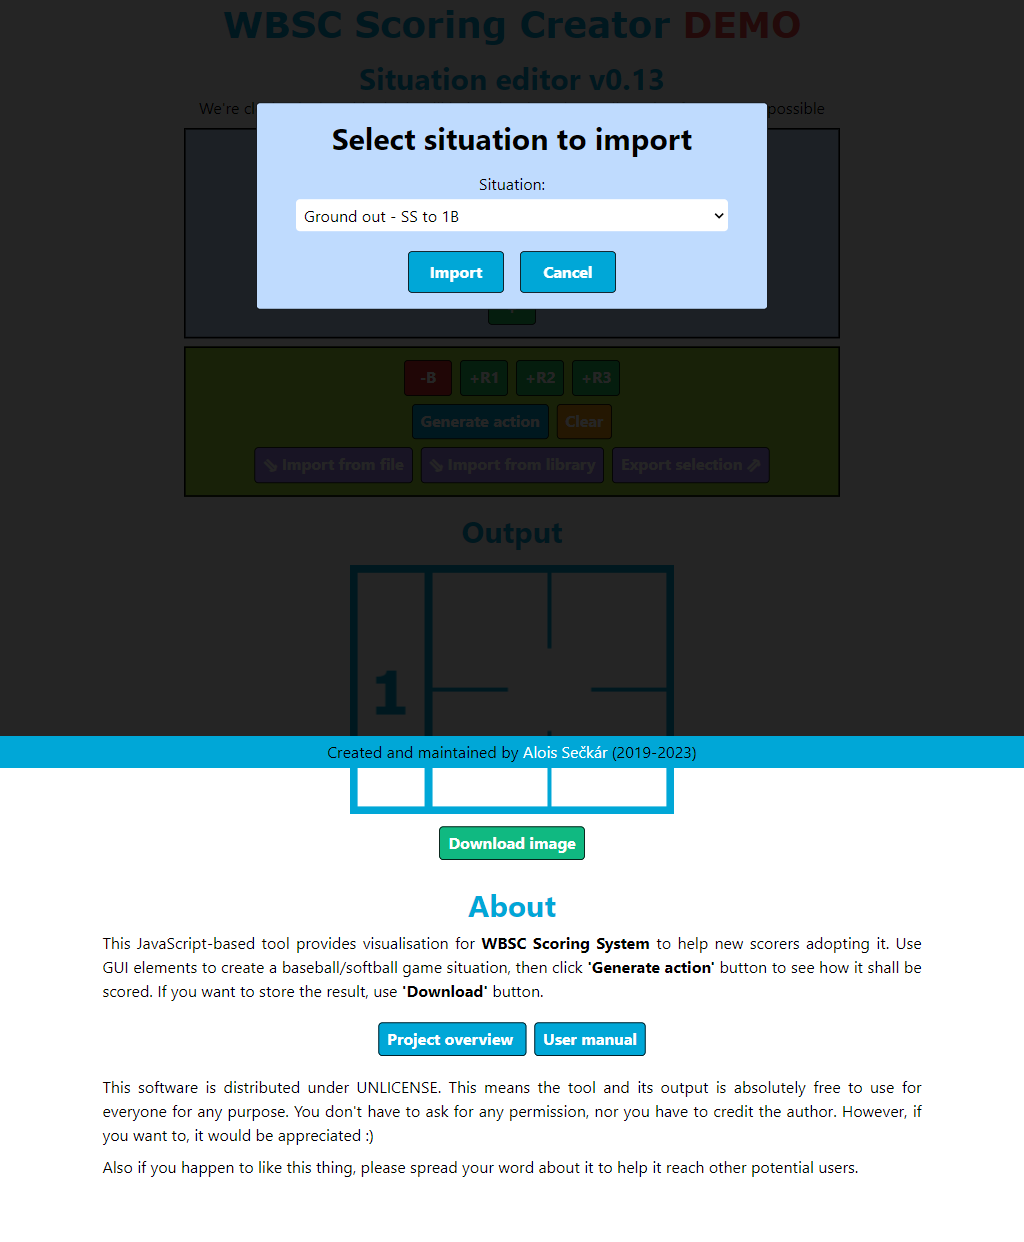 WBSC Scoring Creator DEMO
Situation editor v0.13
We're cl
possible
Select situation to import
Situation:
Ground out - SS to 1B
Import
Cancel
-B
+R1
+R2
+R3
Generate action
Clear
Import from file
Import from library
Export selection
Output
1
Created and maintained by Alois Sečkár (2019-2023)
Download image
About
This JavaScript-based tool provides visualisation for WBSC Scoring System to help new scorers adopting it. Use
GUI elements to create a baseball/softball game situation, then click 'Generate action' button to see how it shall be
scored. If you want to store the result, use 'Download' button.
Project overview
User manual
This software is distributed under UNLICENSE. This means the tool and its output is absolutely free to use for
everyone for any purpose. You don't have to ask for any permission, nor you have to credit the author. However, if
you want to, it would be appreciated :)
Also if you happen to like this thing, please spread your word about it to help it reach other potential users.